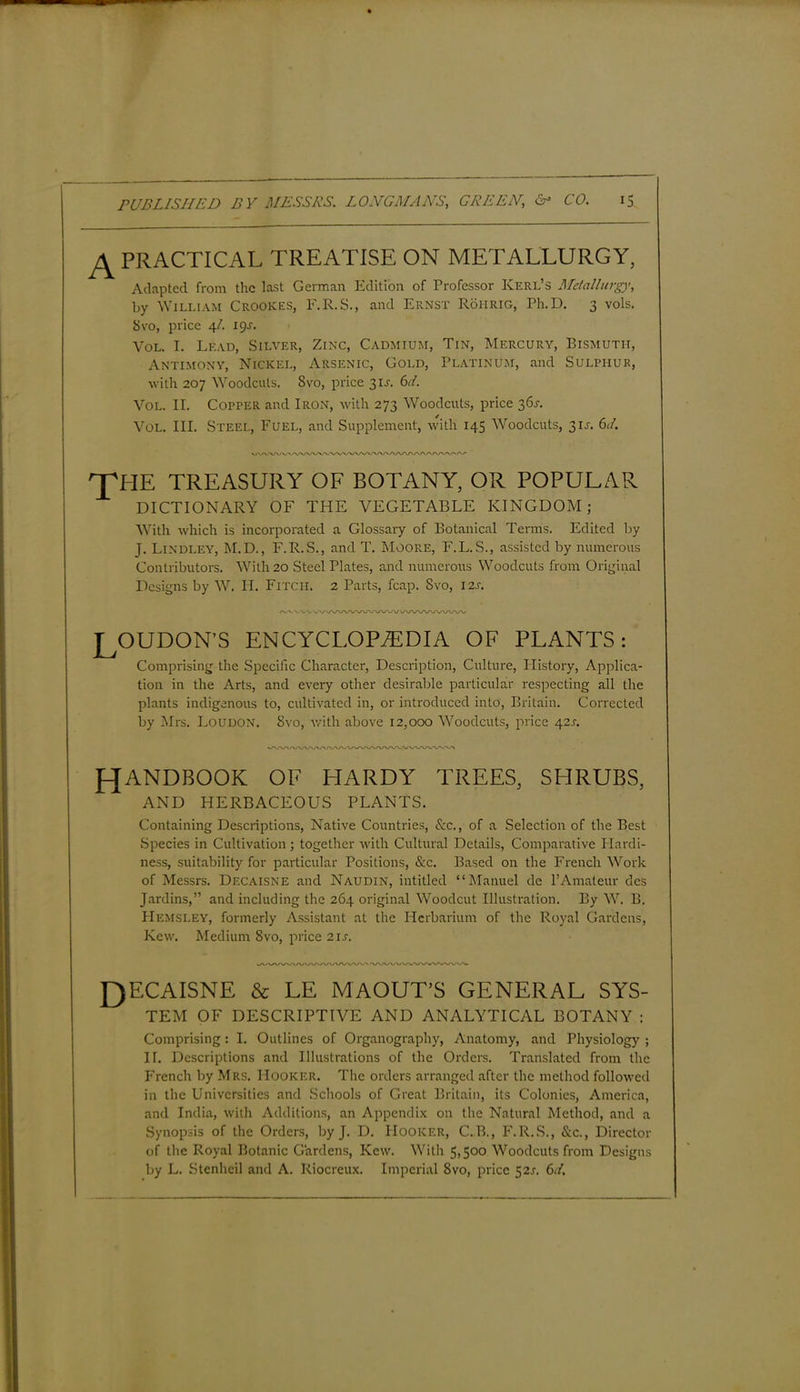 PUBLISHED BY MESSRS. LONGMANS, GREEN, & CO. 15
A PRACTICAL TREATISE ON METALLURGY,
Adapted from the last German Edition of Professor KERL'S Metallurgy,
by WILLIAM CROOKES, F.R.S., and ERNST RÖHRIG, Ph.D. 3 vols.
8vo, price 4l. 19s.
VOL. I. LEAD, SILVER, ZINC, CADMIUM, TIN, MERCURY, BISMUTH,
ANTIMONY, NICKEL, ARSENIC, GOLD, PLATINUM, and SULPHUR,
with 207 Woodcuts. 8vo, price 31s. 6d.
VOL. II. COPPER and IRON, with 273 Woodcuts, price 36s.
VOL. III. STEEL, FUEL, and Supplement, with 145 Woodcuts, 31s. 6d.
THE TREASURY OF BOTANY, OR POPULAR
DICTIONARY OF THE VEGETABLE KINGDOM;
With which is incorporated a Glossary of Botanical Terms. Edited by
J. LINDLEY, M.D., F.R.S., and T. MOORE, F.L.S., assisted by numerous
Contributors. With 20 Steel Plates, and numerous Woodcuts from Original
Designs by W. H. FITCH. 2 Parts, fcap. 8vo, 12s.
LOUDON'S ENCYCLOPÆDIA OF PLANTS:
Comprising the Specific Character, Description, Culture, History, Applica-
tion in the Arts, and every other desirable particular respecting all the
plants indigenous to, cultivated in, or introduced into, Britain. Corrected
by Mrs. LOUDON. 8vo, with above 12,000 Woodcuts, price 42s.
HANDBOOK OF HARDY TREES, SHRUBS,
AND HERBACEOUS PLANTS.
Containing Descriptions, Native Countries, &c., of a Selection of the Best
Species in Cultivation; together with Cultural Details, Comparative Hardi-
ness, suitability for particular Positions, &c. Based on the French Work
of Messrs. DECAISNE and NAUDIN, intitled "Manuel de l'Amateur des
Jardins," and including the 264 original Woodcut Illustration. By W. B.
HEMSLEY, formerly Assistant at the Herbarium of the Royal Gardens,
Kew. Medium 8vo, price 21s.
DECAISNE & LE MAOUT'S GENERAL SYS-
TEM OF DESCRIPTIVE AND ANALYTICAL BOTANY:
Comprising: I. Outlines of Organography, Anatomy, and Physiology;
II. Descriptions and Illustrations of the Orders. Translated from the
French by MRS. HOOKER. The orders arranged after the method followed
in the Universities and Schools of Great Britain, its Colonies, America,
and India, with Additions, an Appendix on the Natural Method, and a
Synopsis of the Orders, by J. D. HOOKER, C.B., F.R.S., &c., Director
of the Royal Botanic Gardens, Kew. With 5,500 Woodcuts from Designs
by L. Stenheil and A. Riocreux. Imperial 8vo, price 52s. 6d.